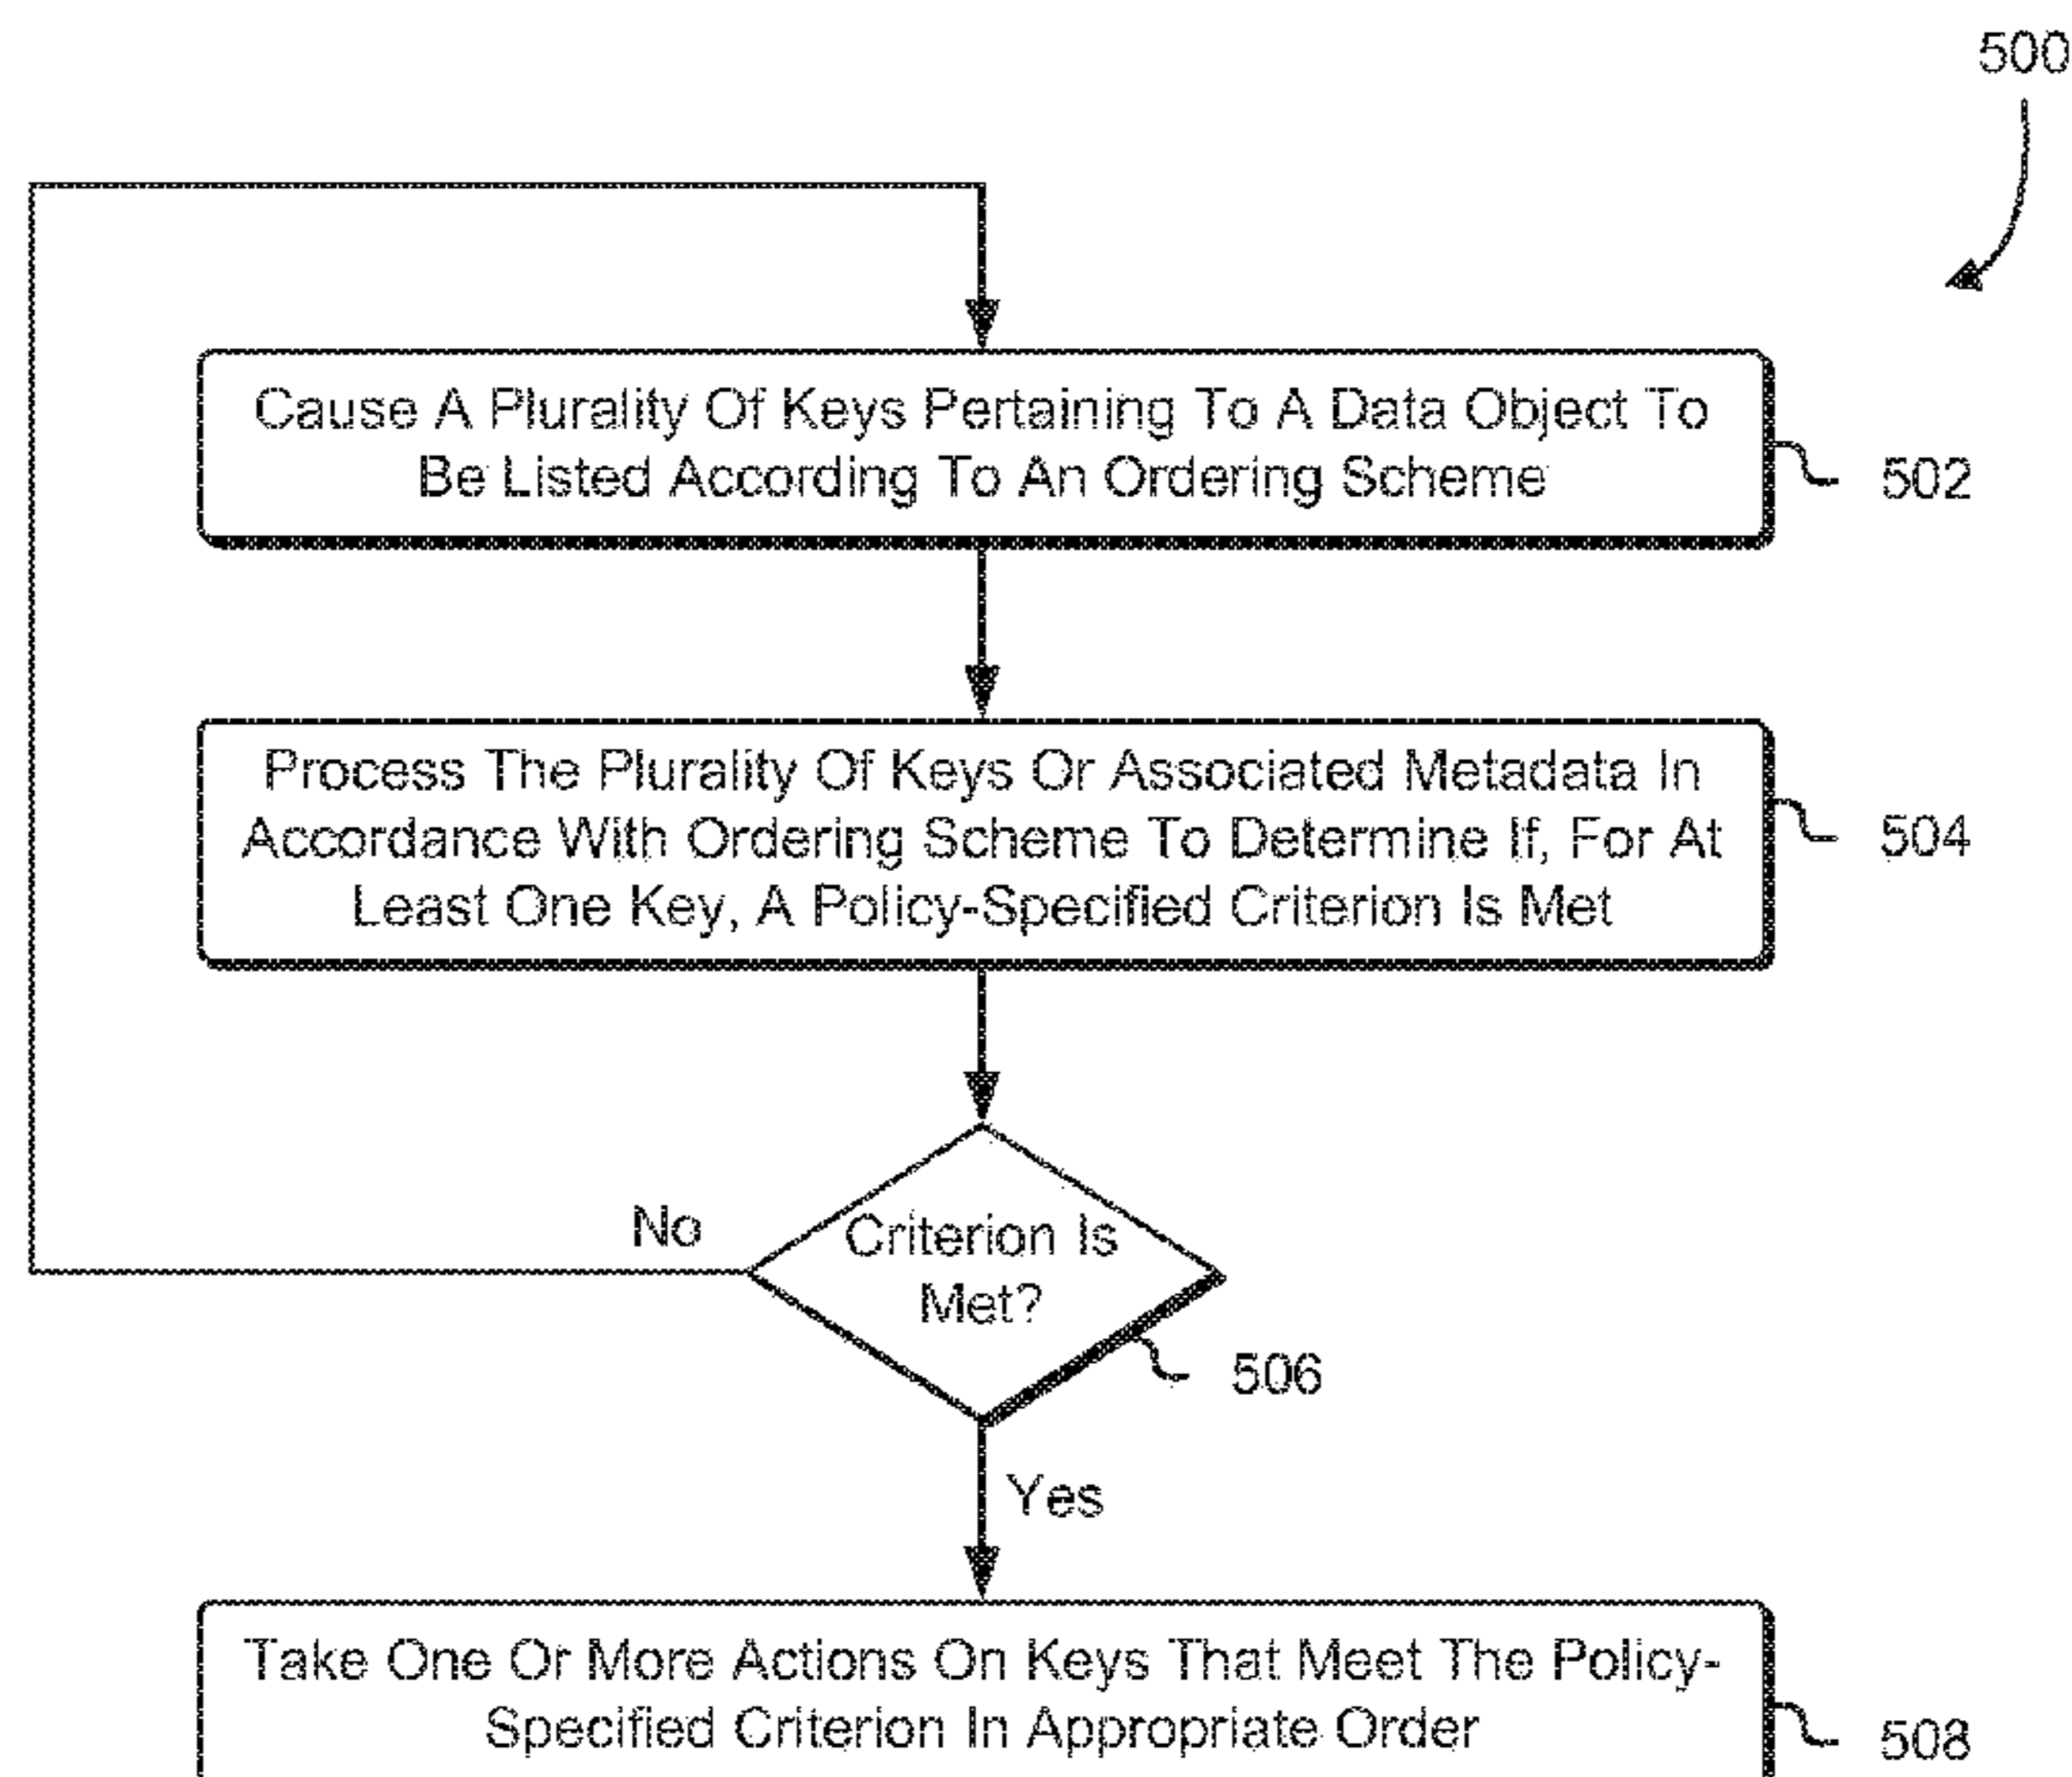 500
Cause A Plurality Of Keys Pertaining To A Data Object To
Be Listed According To An Ordering Scheme
502
Process The Plurality Of Keys Or Associated Metadata In
Accordance With Ordering Scheme To Determine If, For At
Least One Key, A Policy-Specified Criterion Is Met
504
No
Criterion Is
Met?
506
Yes
Take One Or More Actions On Keys That Meet The Policy-
Specified Criterion In Appropriate Order
508